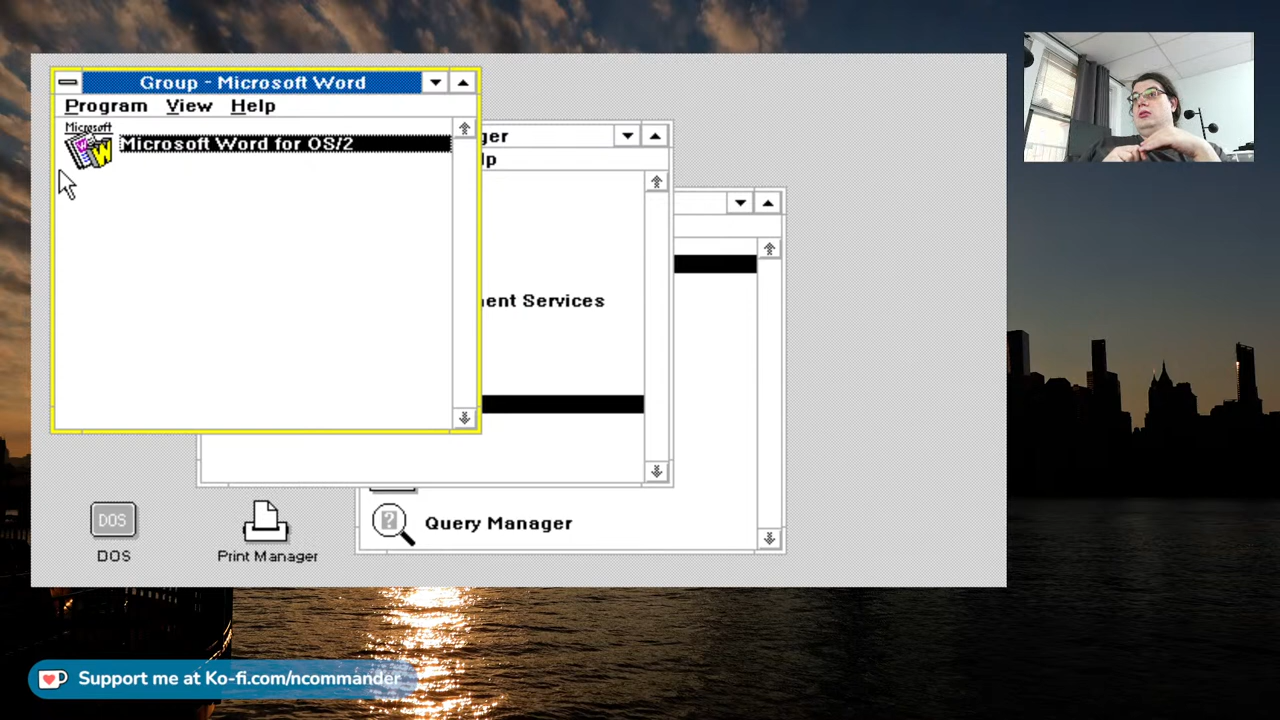 Group - Microsoft Word
Program View Help
Microsoft
Microsoft Word for OS/2
ger
lp
ent Services
Query Manager
DOS
DOS
Print Manager
Support me at Ko-fi.com/ncommander